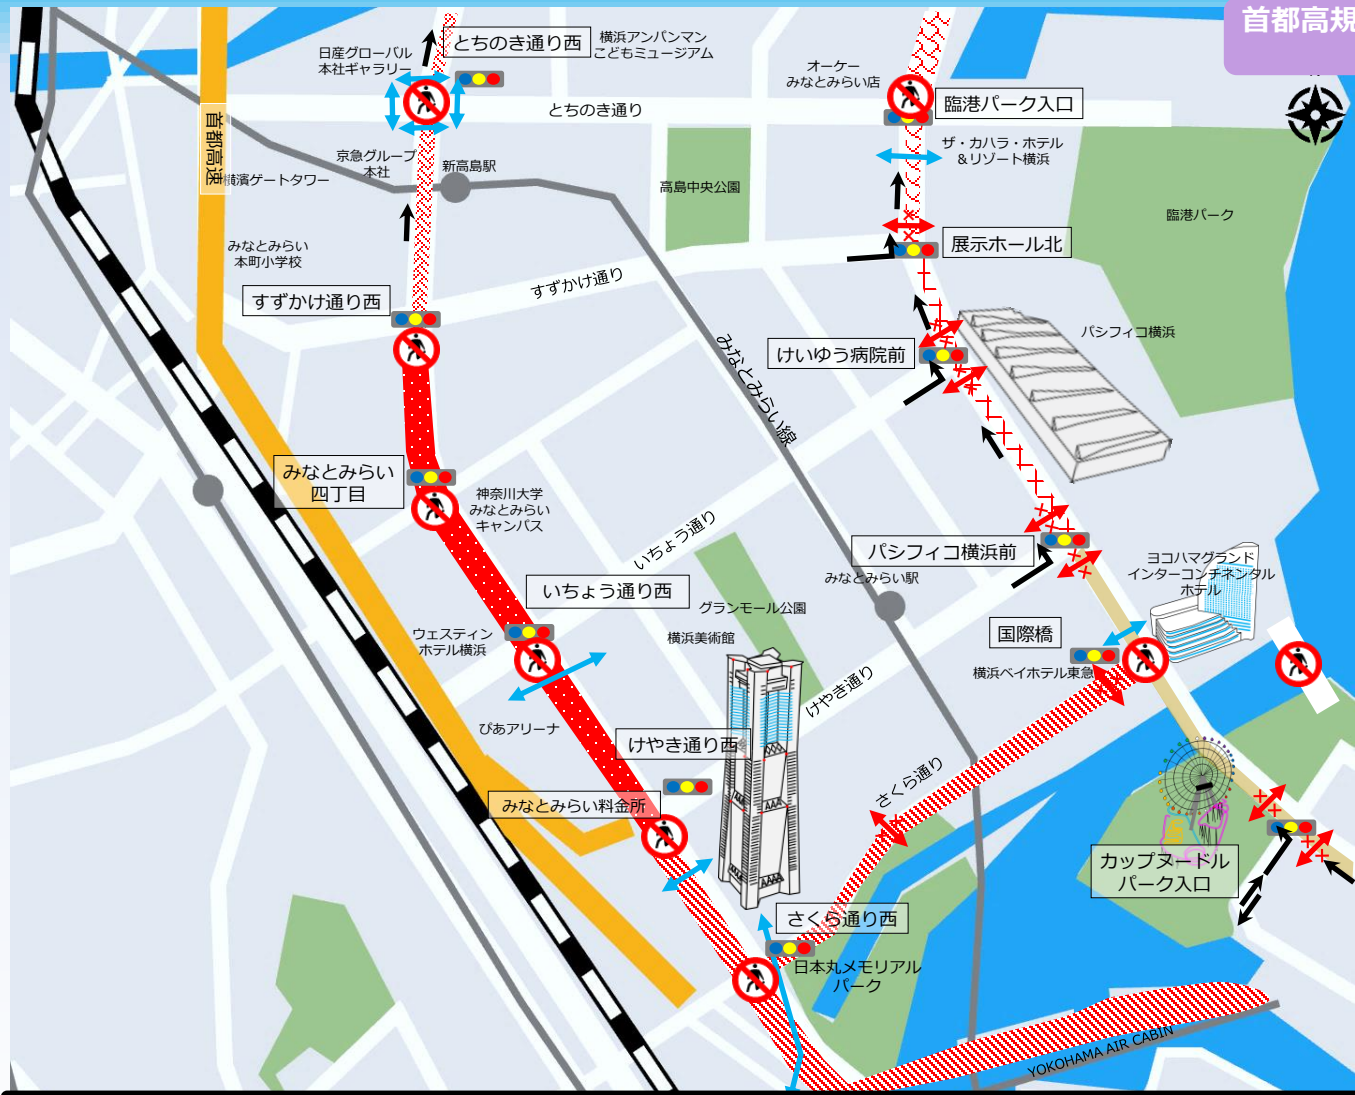 首都高規
とちのき通り西
横浜アンパンマン
こどもミュージアム
日産グローバル
本社ギャラリー
オーケー
みなとみらい店
臨港パーク入口
とちのき通り
首都高速
横濱ゲートタワー
京急グループ
本社
新高島駅
高島中央公園
ザ・カハラ・ホテル
&リゾート横浜
臨港パーク
みなとみらい
本町小学校
展示ホール北
すずかけ通り
すずかけ通り西
みなとみらい線
けいゆう病院前
パシフィコ横浜
みなとみらい
四丁目
神奈川大学
みなとみらい
キャンパス
いちょう通り
パシフィコ横浜前
みなとみらい駅
ヨコハマグランド
インターコンチネンタル
ホテル
いちょう通り西
グランモール公園
横浜美術館
ウェスティン
ホテル横浜
国際橋
横浜ベイホテル東急
けやき通り
ぴあアリーナ
けやき通り西
さくら通り
みなとみらい料金所
カップヌードル
パーク入口
さくら通り西
日本丸メモリアル
パーク
YOKOHAMA AIR CABIN